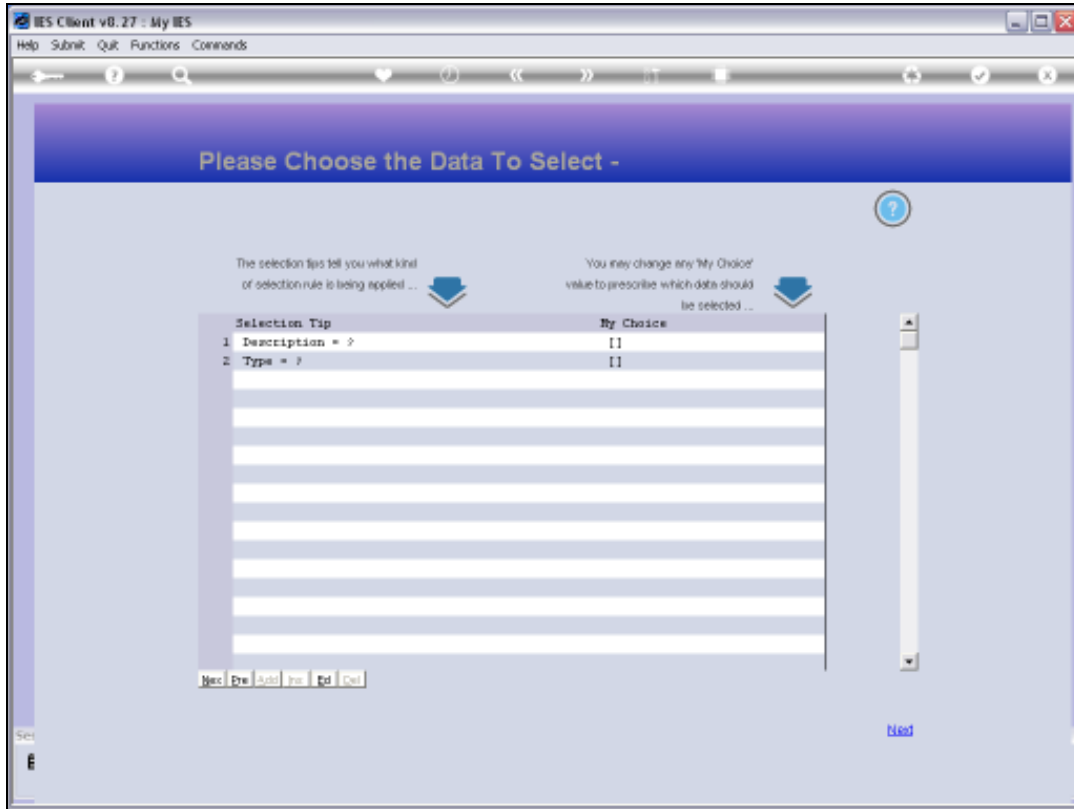 IES Client v8.27 : My IES
Help Submit Quit Functions Commands
Please Choose the Data To Select -
The selection tips tell you what kind
of selection rule is being applied ...
You may change any 'My Choice'
value to prescribe which data should
be selected ...
Selection Tip My Choice
1 Description = ? []
2 Type = ? []
Nex Pre Add Ins Ed Del
Next